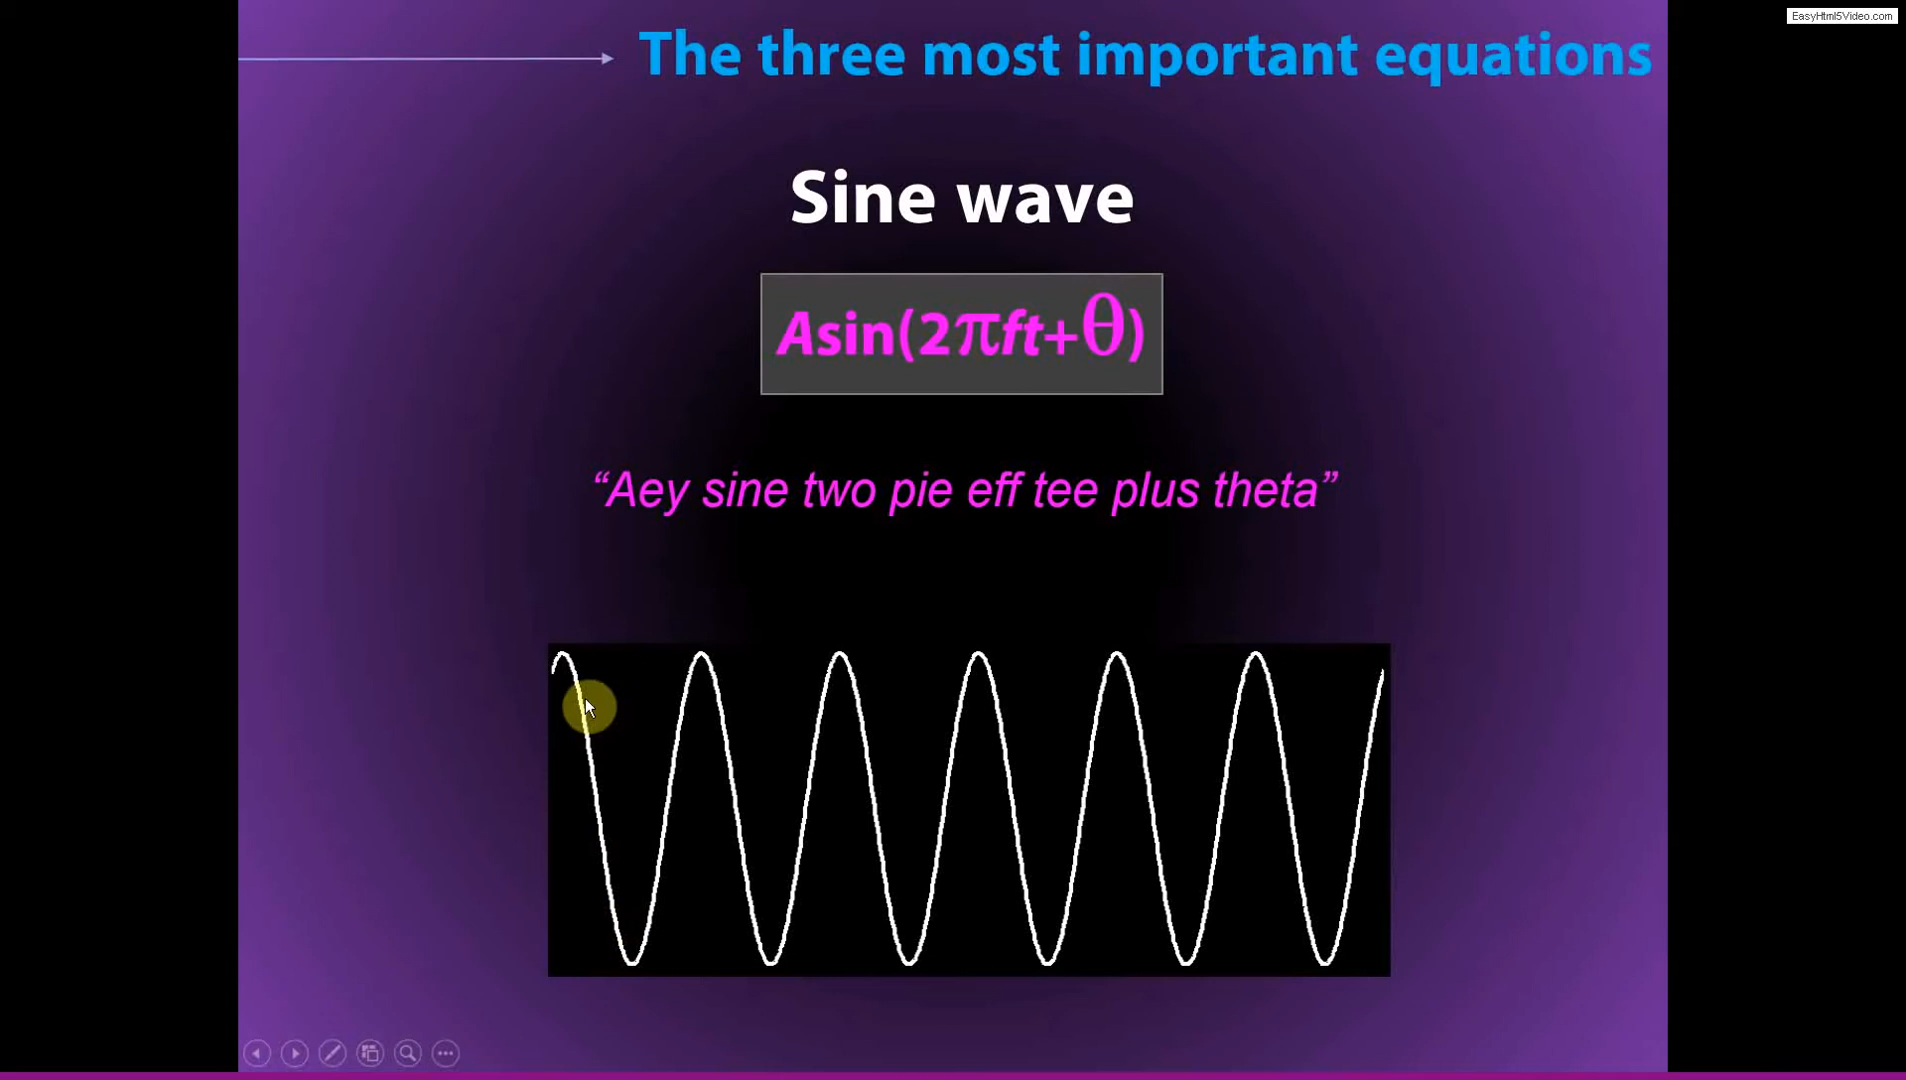 EasyHtml5Video.com
The three most important equations
Sine wave
Asin(2πft+θ)
“Aey sine two pie eff tee plus theta”